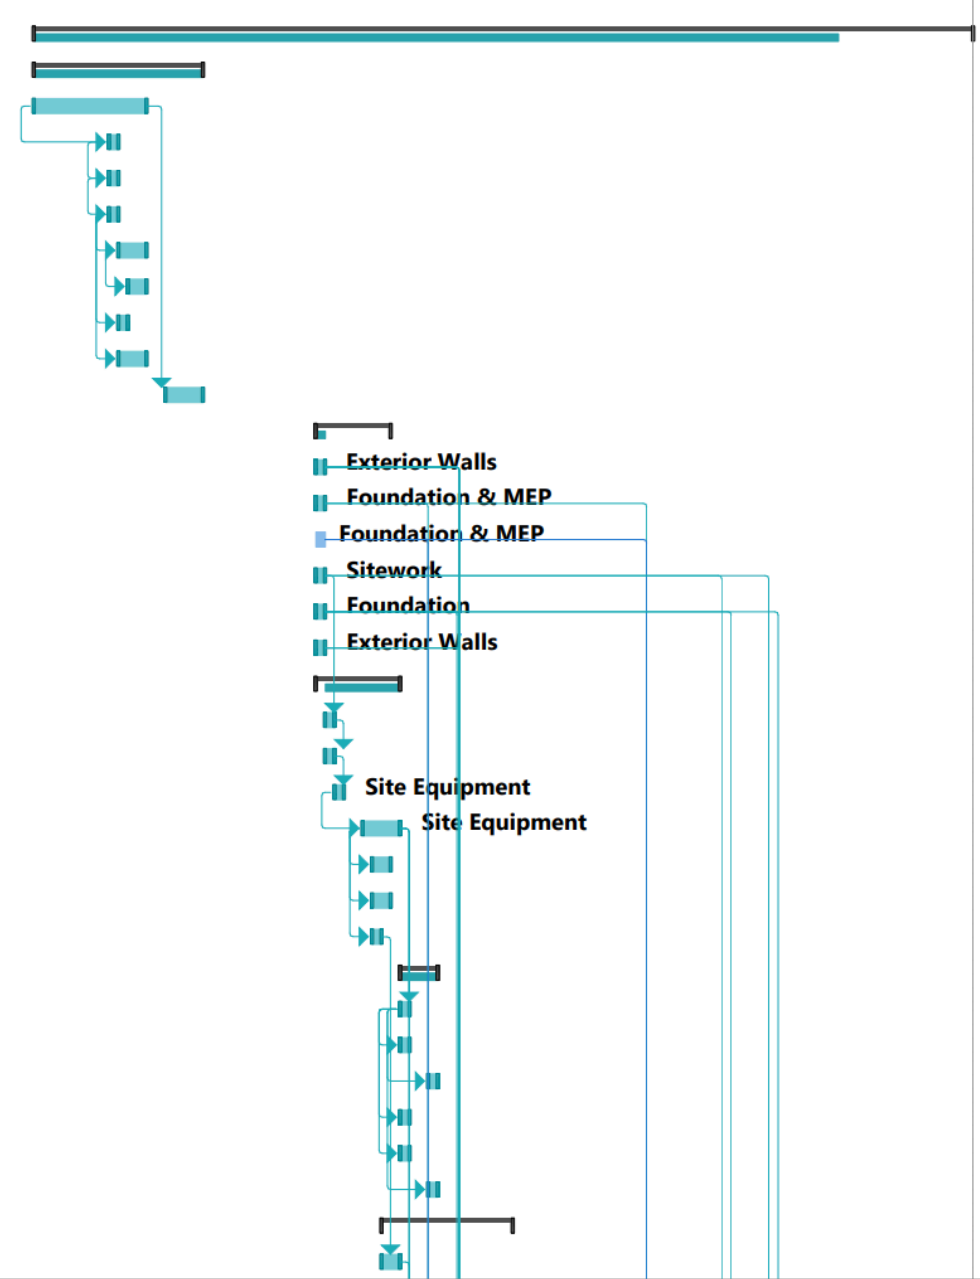 Exterior Walls
Foundation & MEP
Foundation & MEP
Sitework
Foundation
Exterior Walls
Site Equipment
Site Equipment